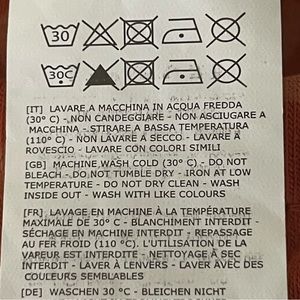 30
30C
[IT] LAVARE A MACCHINA IN ACQUA FREDDA
(30° C) - NON CANDEGGIARE - NON ASCIUGARE A
MACCHINA - STIRARE A BASSA TEMPERATURA
(110° C) - NON LAVARE A SECCO - LAVARE A
ROVESCIO - LAVARE CON COLORI SIMILI
[GB] MACHINE WASH COLD (30° C) - DO NOT
BLEACH - DO NOT TUMBLE DRY - IRON AT LOW
TEMPERATURE - DO NOT DRY CLEAN - WASH
INSIDE OUT - WASH WITH LIKE COLOURS
[FR] LAVAGE EN MACHINE À LA TEMPÉRATURE
MAXIMALE DE 30° C - BLANCHIMENT INTERDIT -
SÉCHAGE EN MACHINE INTERDIT - REPASSAGE
AU FER FROID (110 °C). L'UTILISATION DE LA
VAPEUR EST INTERDITE - NETTOYAGE À SEC
INTERDIT - LAVER À L'ENVERS - LAVER AVEC DES
COULEURS SEMBLABLES
[DE] WASCHEN 30° C - BLEICHEN NICHT